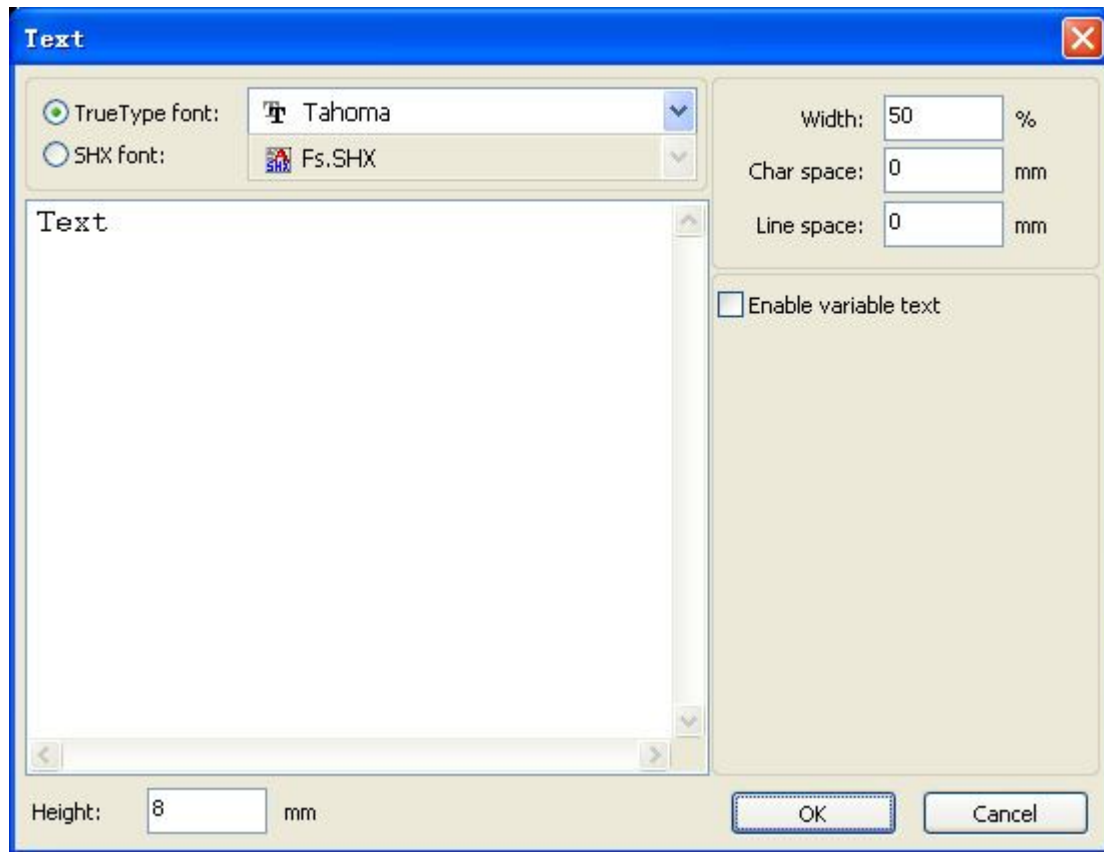 Text
TrueType font: Tahoma
SHX font: Fs.SHX
Width: 50 %
Char space: 0 mm
Line space: 0 mm
Text
Enable variable text
Height: 8 mm
OK Cancel